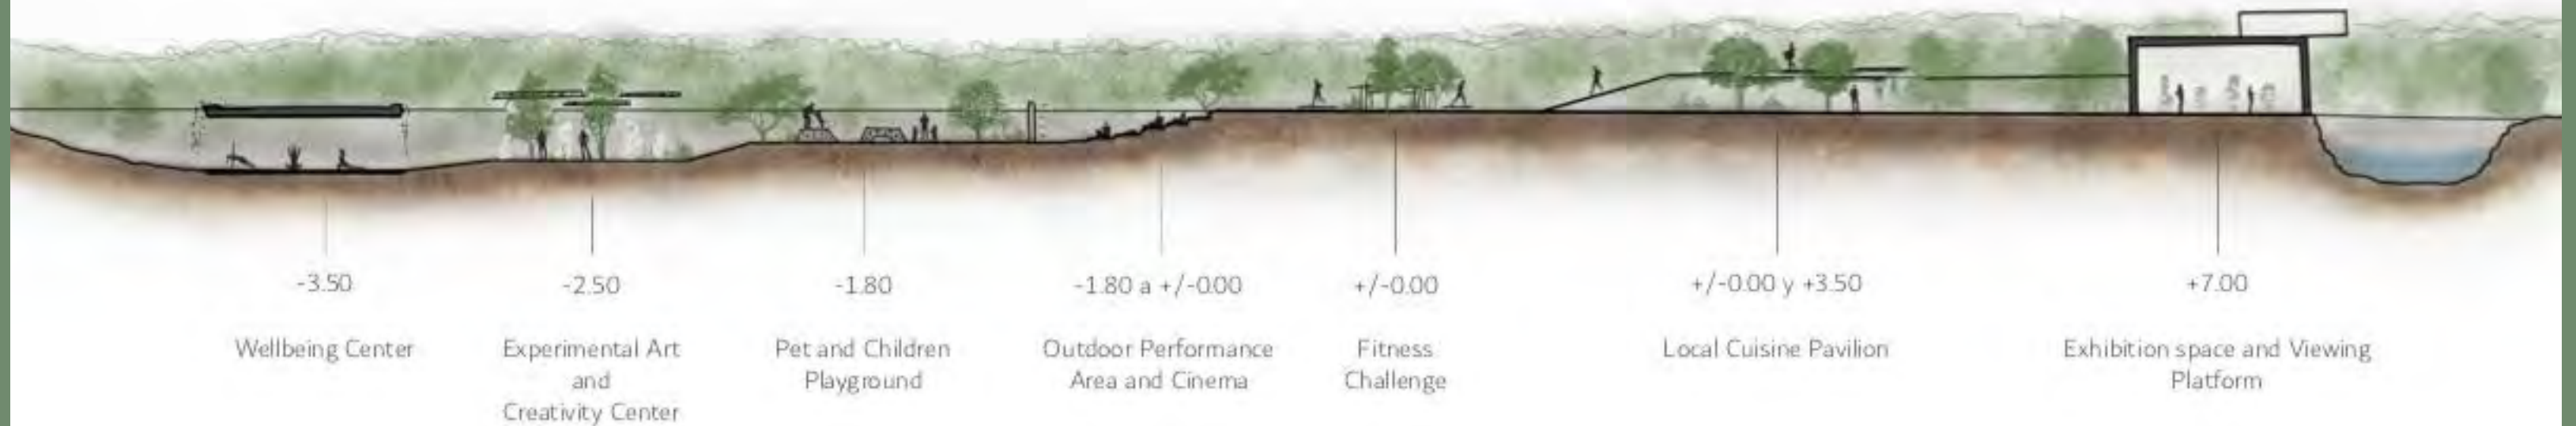 -3.50
-2.50
-1.80
-1.80 a +/-0.00
+/-0.00
+/-0.00 y +3.50
+7.00
Wellbeing Center
Experimental Art
and
Creativity Center
Pet and Children
Playground
Outdoor Performance
Area and Cinema
Fitness
Challenge
Local Cuisine Pavilion
Exhibition space and Viewing
Platform